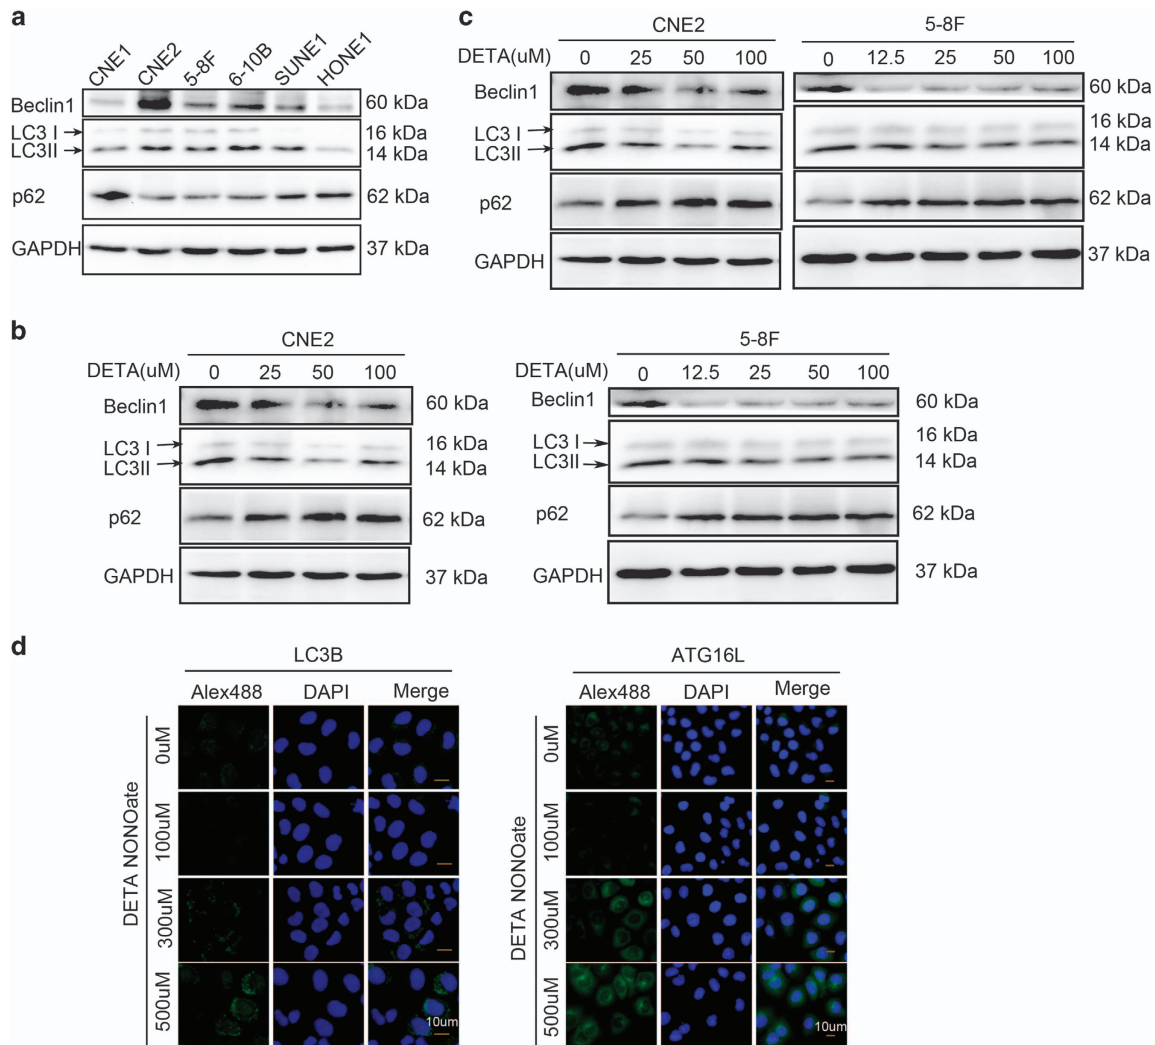 a
CNE1 CNE2 5-8F 6-10B SUNE1 HONE1
Beclin1 60 kDa
LC3 I 16 kDa
LC3II 14 kDa
p62 62 kDa
GAPDH 37 kDa
c
CNE2
DETA(uM) 0 25 50 100
Beclin1
LC3 I
LC3II
p62
GAPDH
5-8F
0 12.5 25 50 100
60 kDa
16 kDa
14 kDa
62 kDa
37 kDa
b
CNE2
DETA(uM) 0 25 50 100
Beclin1 60 kDa
LC3 I 16 kDa
LC3II 14 kDa
p62 62 kDa
GAPDH 37 kDa
5-8F
DETA(uM) 0 12.5 25 50 100
Beclin1 60 kDa
LC3 I 16 kDa
LC3II 14 kDa
p62 62 kDa
GAPDH 37 kDa
d
LC3B
Alex488 DAPI Merge
DETA NONOate
0uM
100uM
300uM
500uM
10um
ATG16L
Alex488 DAPI Merge
DETA NONOate
0uM
100uM
300uM
500uM
10um